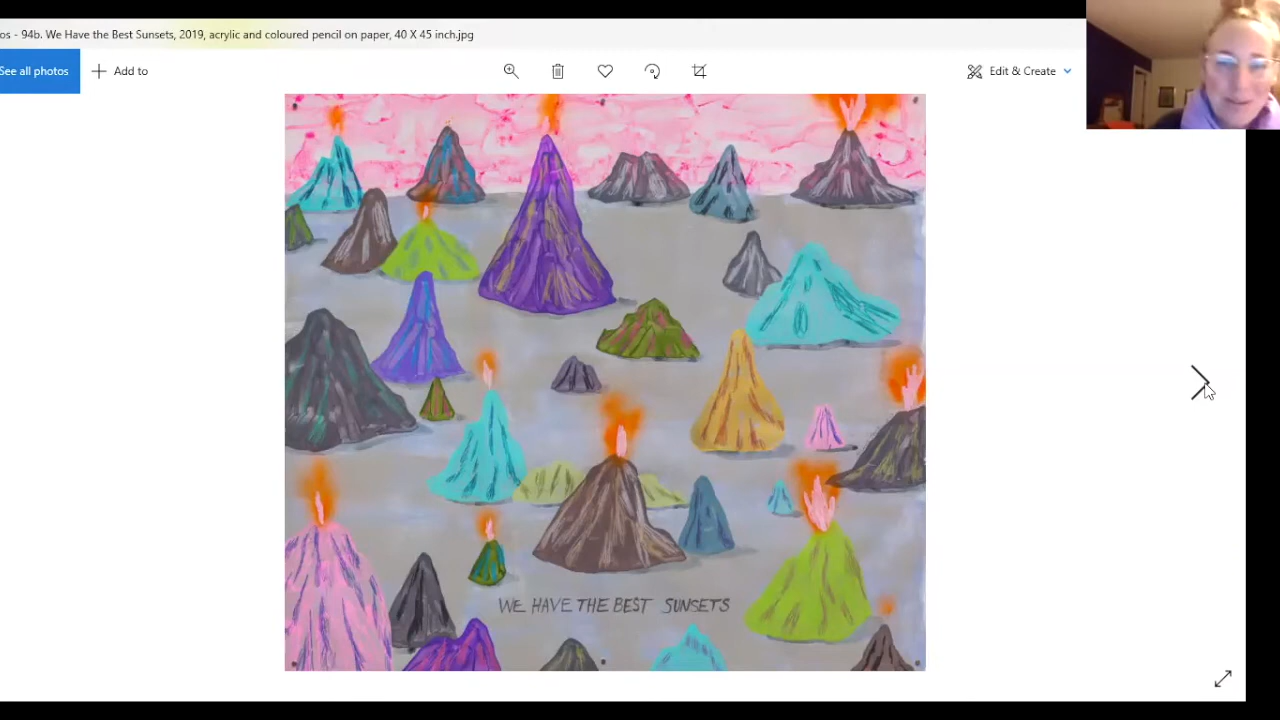 os - 94b. We Have the Best Sunsets, 2019, acrylic and coloured pencil on paper, 40 X 45 inch.jpg
See all photos
Add to
Edit & Create
WE HAVE THE BEST SUNSETS